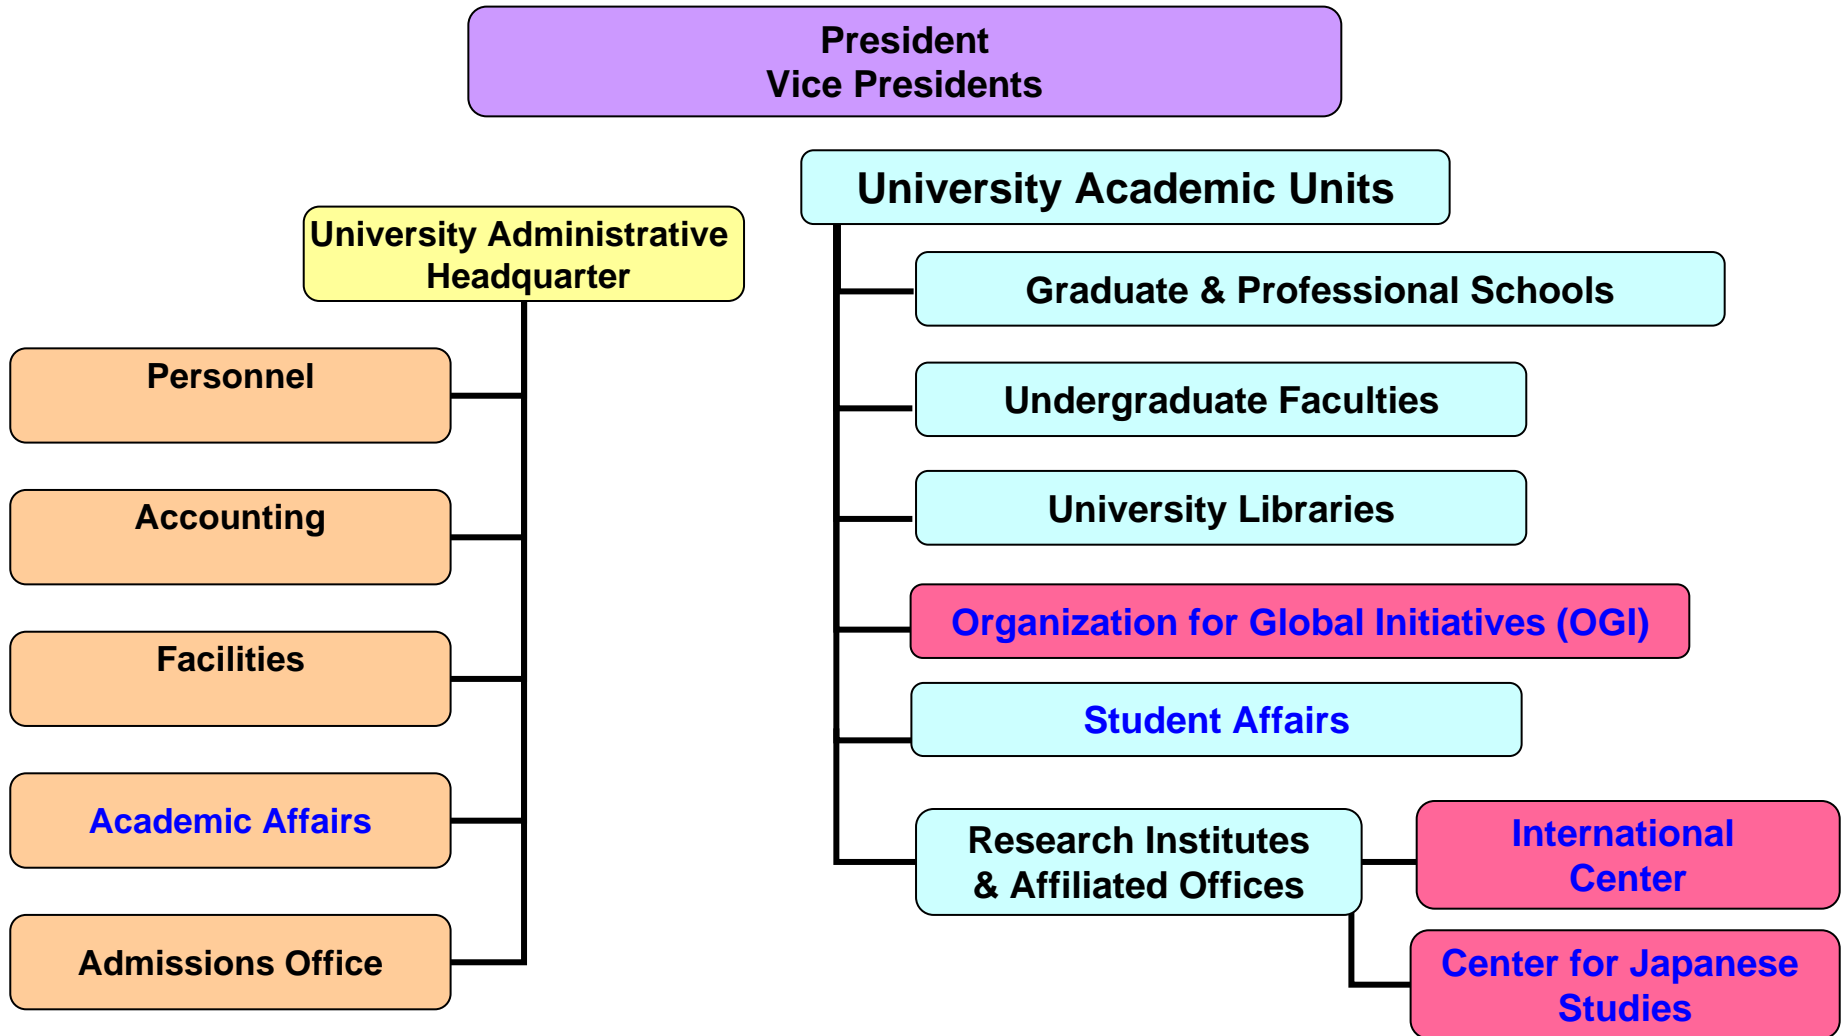 President
Vice Presidents
University Administrative
Headquarter
Personnel
Accounting
Facilities
Academic Affairs
Admissions Office
University Academic Units
Graduate & Professional Schools
Undergraduate Faculties
University Libraries
Organization for Global Initiatives (OGI)
Student Affairs
Research Institutes
& Affiliated Offices
International
Center
Center for Japanese
Studies